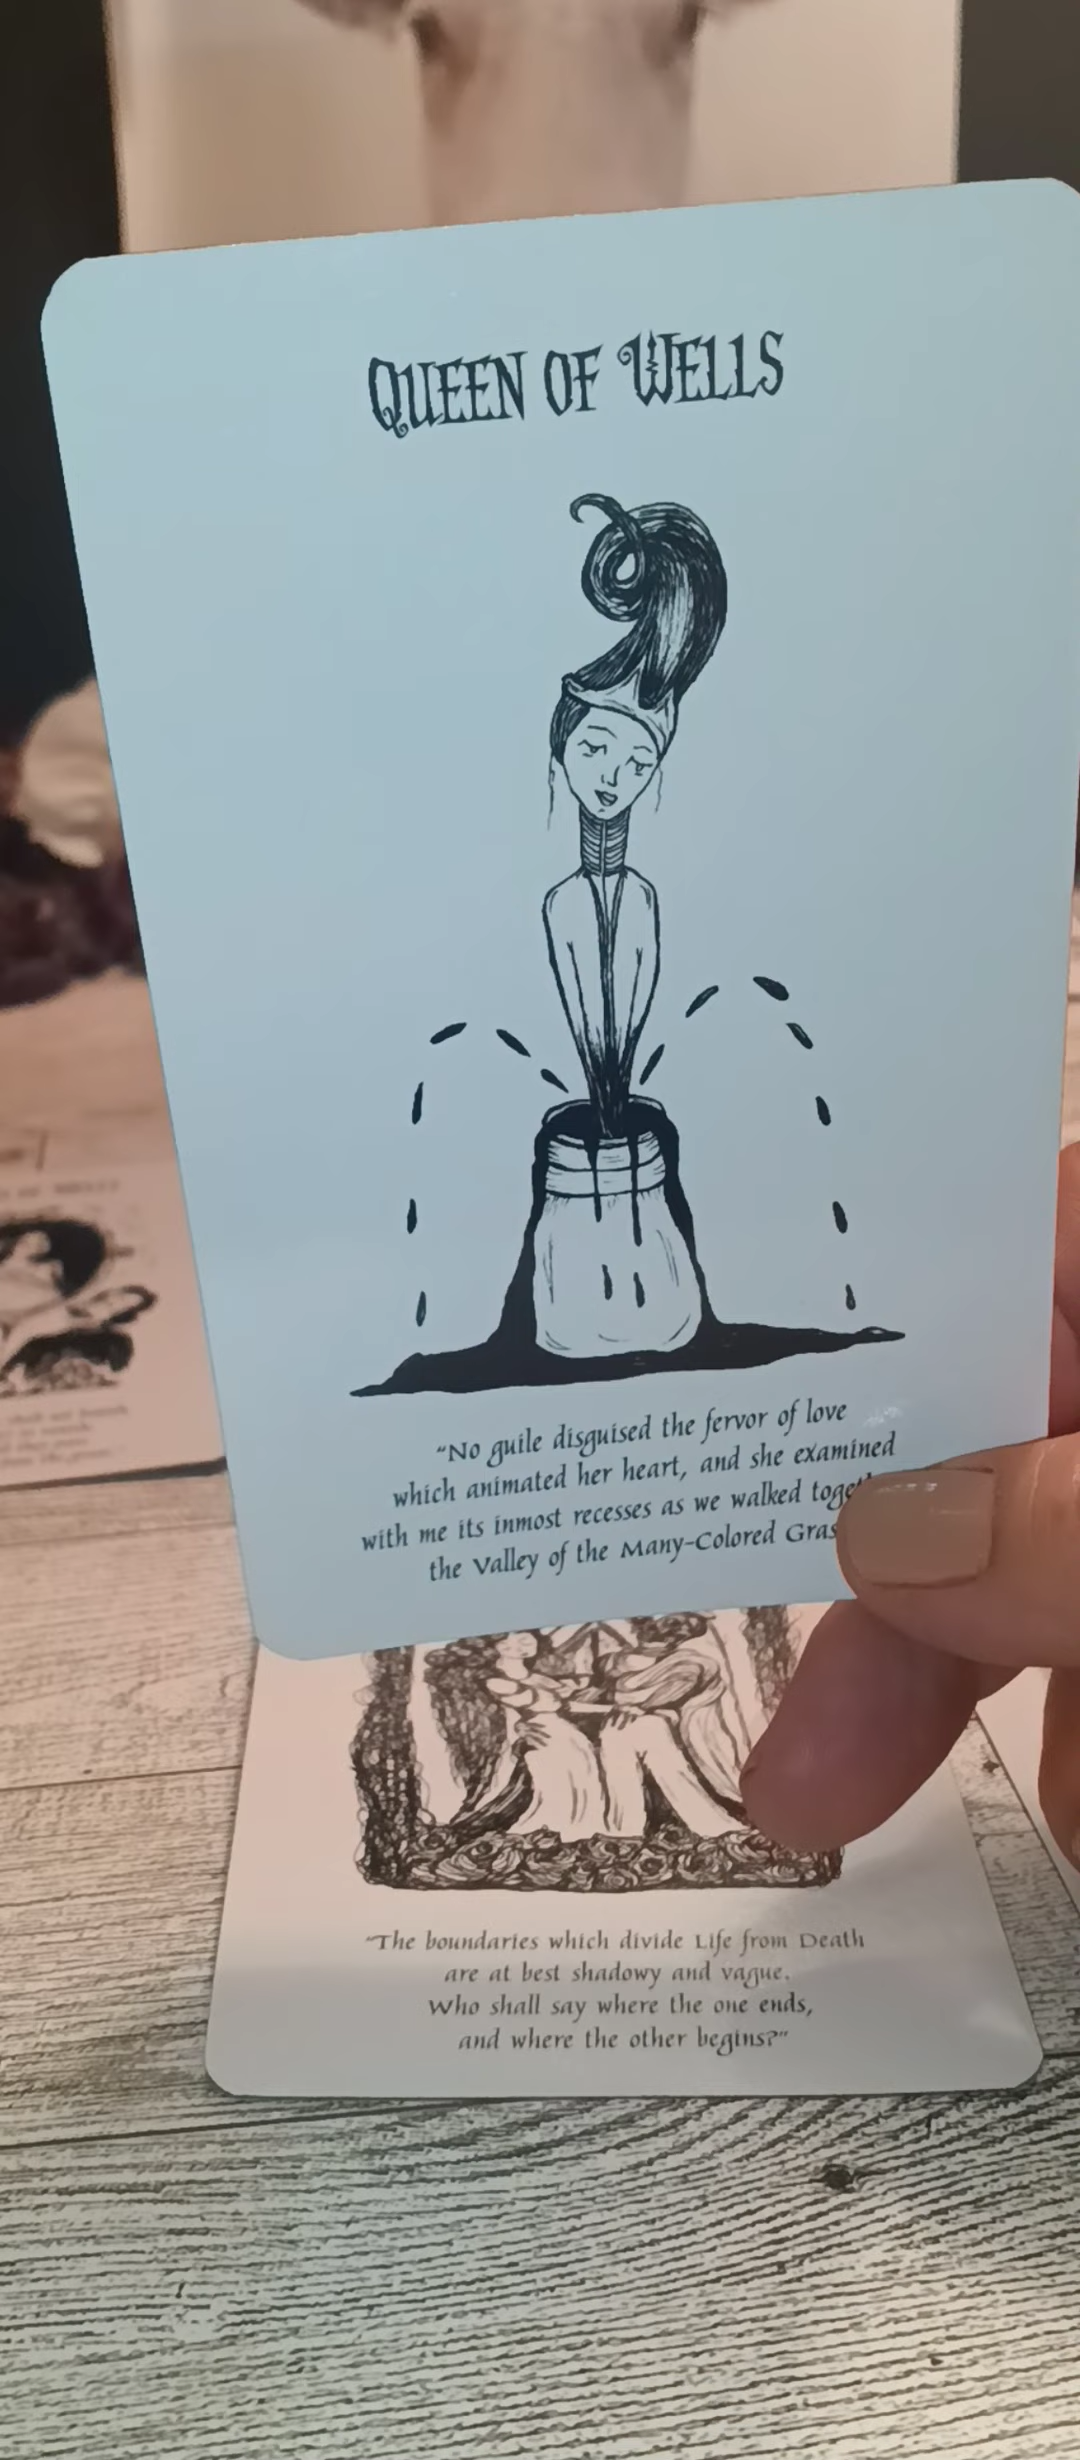 QUEEN OF WELLS
“No guile disguised the fervor of love
which animated her heart, and she examined
with me its inmost recesses as we walked
the Valley of the Many-Colored
“The boundaries which divide Life from Death
are at best shadowy and vague.
Who shall say where the one ends,
and where the other begins?”